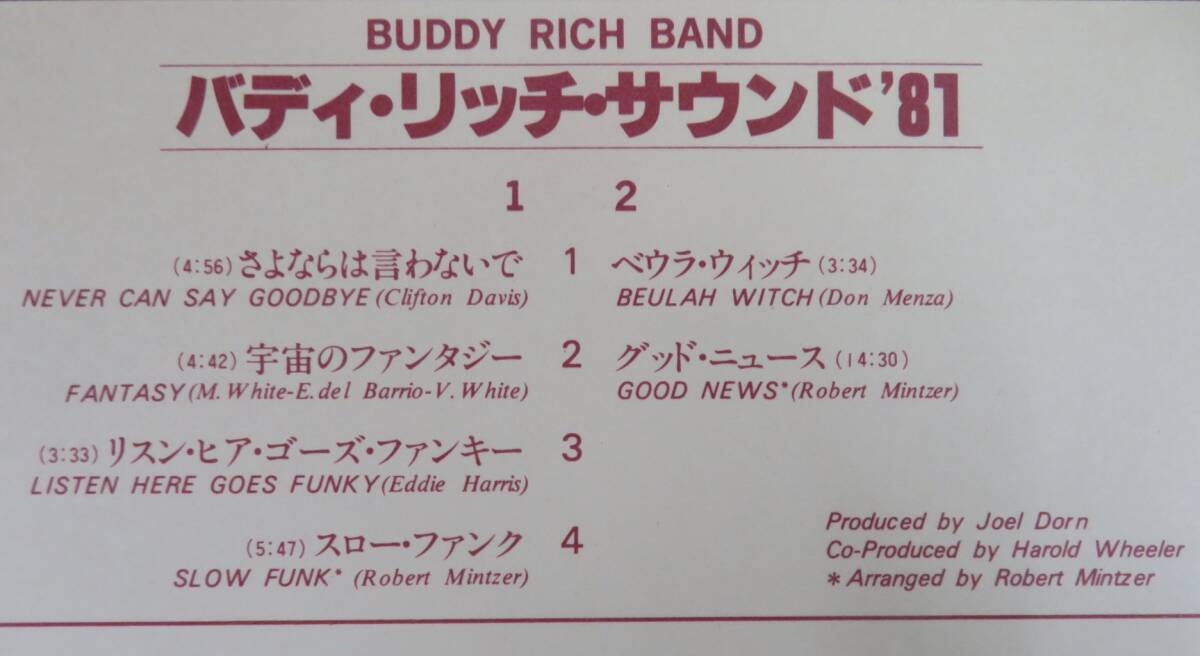 BUDDY RICH BAND
バディ・リッチ・サウンド'81
1 2
(4:56) さよならは言わないで 1 ベウラ・ウィッチ (3:34)
NEVER CAN SAY GOODBYE (Clifton Davis) BEULAH WITCH (Don Menza)
(4:42) 宇宙のファンタジー 2 グッド・ニュース (14:30)
FANTASY (M. White-E. del Barrio-V. White) GOOD NEWS* (Robert Mintzer)
(3:33) リスン・ヒア・ゴーズ・ファンキー 3
LISTEN HERE GOES FUNKY (Eddie Harris)
(5:47) スロー・ファンク 4
SLOW FUNK* (Robert Mintzer)
Produced by Joel Dorn
Co-Produced by Harold Wheeler
* Arranged by Robert Mintzer